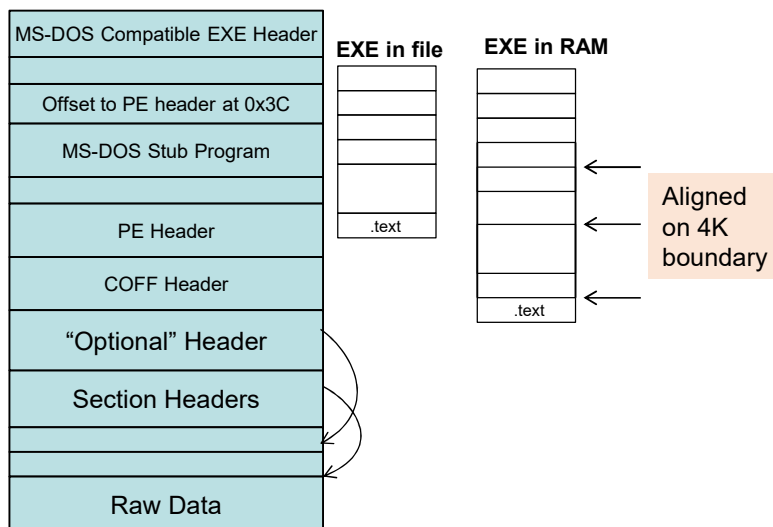 MS-DOS Compatible EXE Header
Offset to PE header at 0x3C
MS-DOS Stub Program
PE Header
COFF Header
“Optional” Header
Section Headers
Raw Data
EXE in file
.text
EXE in RAM
.text
Aligned
on 4K
boundary